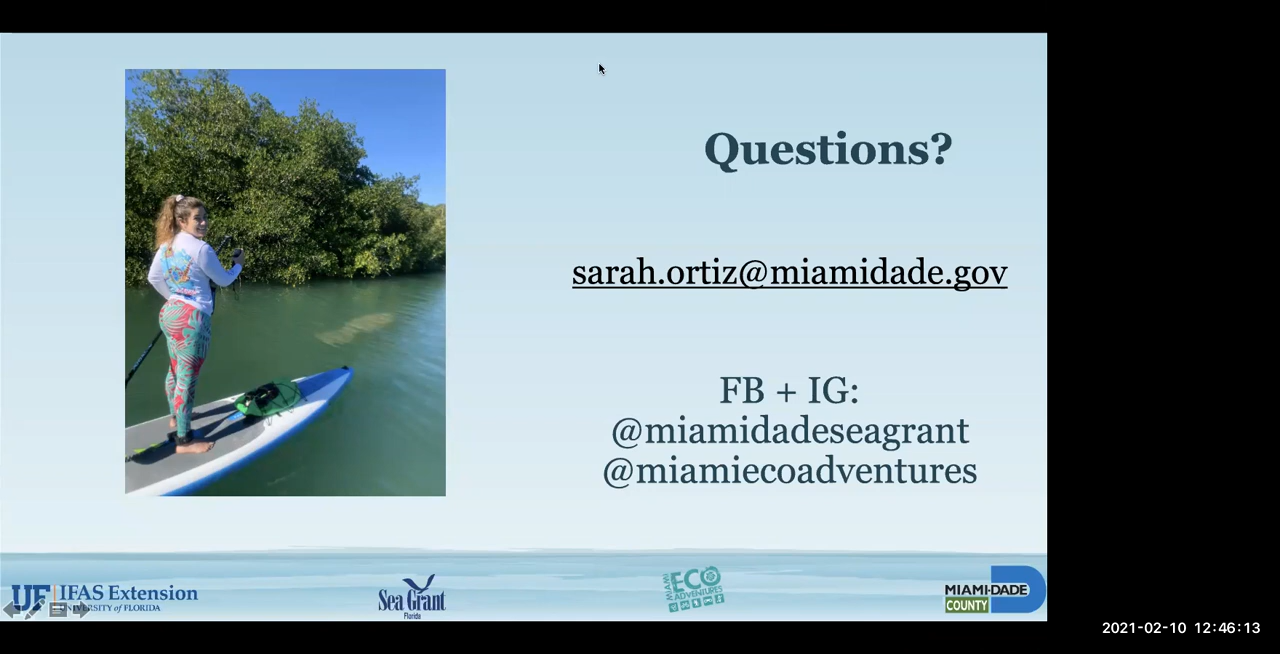 Questions?
sarah.ortiz@miamidade.gov
FB + IG:
@miamidadeseagrant
@miamiecoadventures
UF IFAS Extension
UNIVERSITY of FLORIDA
Sea Grant
Florida
MIAMI
ECO
ADVENTURES
MIAMI-DADE
COUNTY
2021-02-10 12:46:13